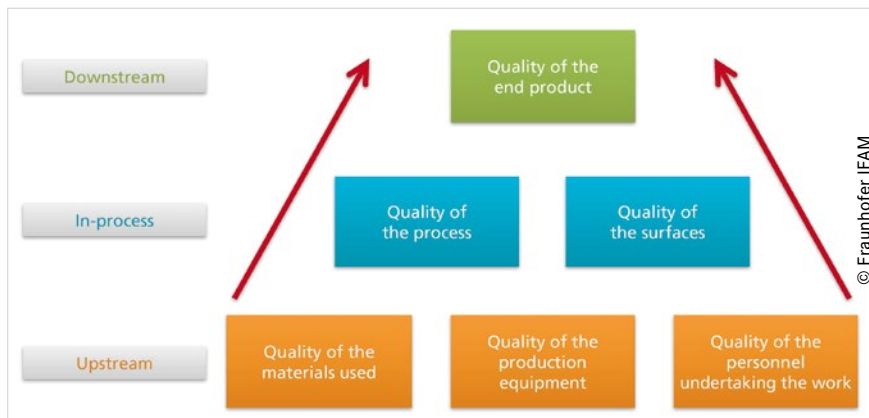 Downstream
Quality of the
end product
In-process
Quality of
the process
Quality of
the surfaces
Upstream
Quality of the
materials used
Quality of the
production
equipment
Quality of the
personnel
undertaking the work
© Fraunhofer IFAM